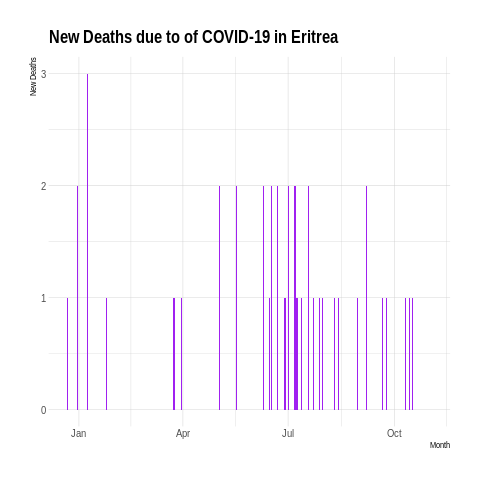 New Deaths due to of COVID-19 in Eritrea
New Deaths
3
2
1
0
Jan Apr Jul Oct
Month